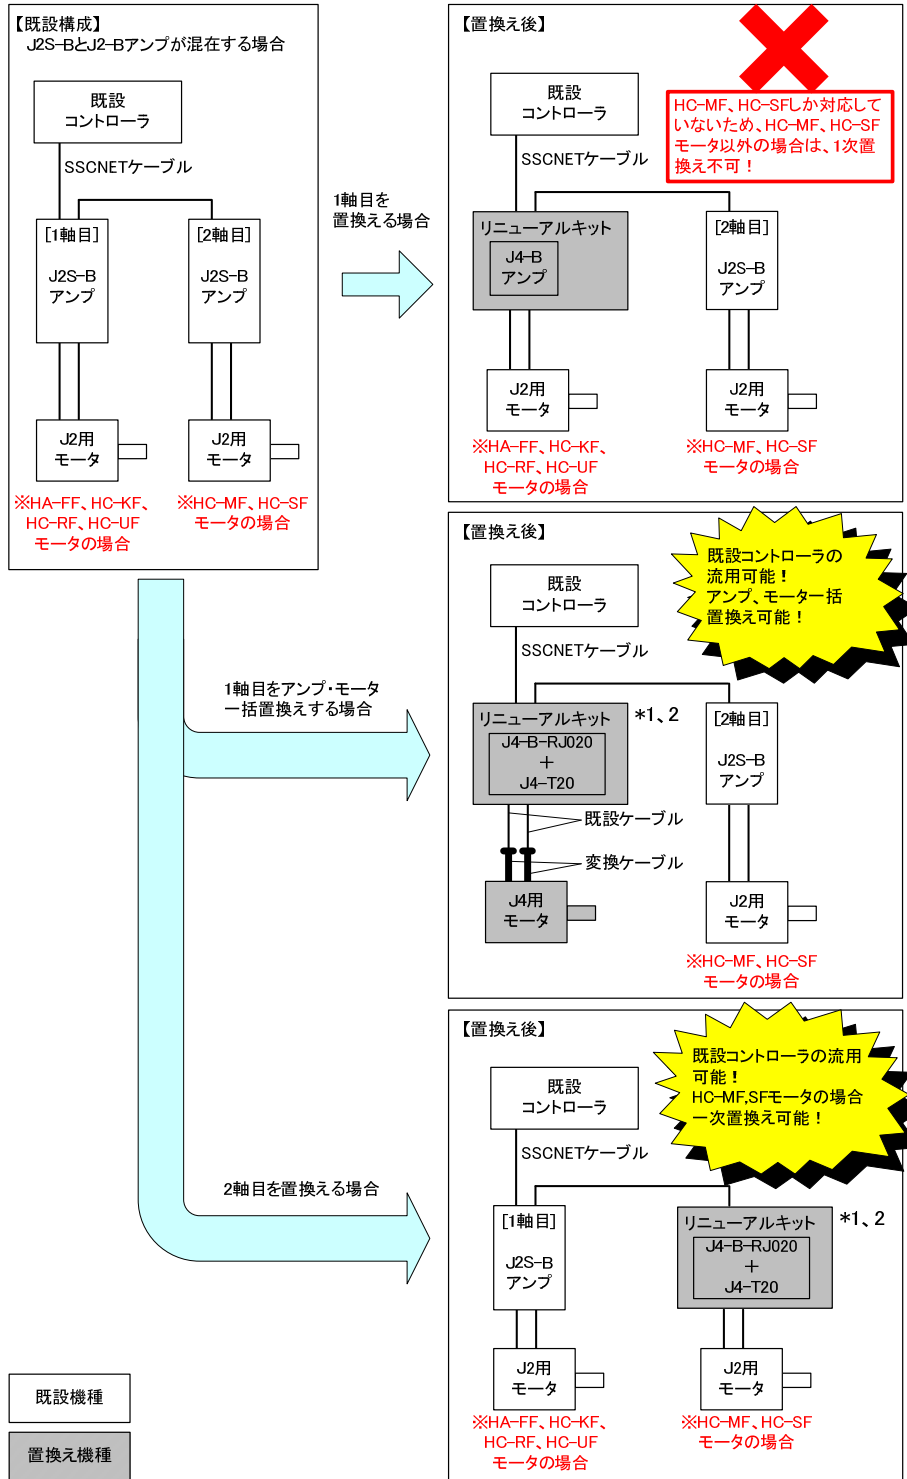 【既設構成】
J2S-BとJ2-Bアンプが混在する場合
既設
コントローラ
SSCNETケーブル
[1軸目]
J2S-B
アンプ
[2軸目]
J2S-B
アンプ
J2用
モータ
J2用
モータ
※HA-FF、HC-KF、
HC-RF、HC-UF
モータの場合
※HC-MF、HC-SF
モータの場合
1軸目を
置換える場合
【置換え後】
HC-MF、HC-SFしか対応して
いないため、HC-MF、HC-SF
モータ以外の場合は、1次置
換え不可！
既設
コントローラ
SSCNETケーブル
リニューアルキット
J4-B
アンプ
[2軸目]
J2S-B
アンプ
J2用
モータ
J2用
モータ
※HA-FF、HC-KF、
HC-RF、HC-UF
モータの場合
※HC-MF、HC-SF
モータの場合
1軸目をアンプ・モータ
一括置換えする場合
【置換え後】
既設コントローラの
流用可能！
アンプ、モータ一括
置換え可能！
既設
コントローラ
SSCNETケーブル
リニューアルキット
*1、2
J4-B-RJ020
+
J4-T20
[2軸目]
J2S-B
アンプ
既設ケーブル
変換ケーブル
J4用
モータ
J2用
モータ
※HC-MF、HC-SF
モータの場合
2軸目を置換える場合
【置換え後】
既設コントローラの流用
可能！
HC-MF,SFモータの場合
一次置換え可能！
既設
コントローラ
SSCNETケーブル
[1軸目]
J2S-B
アンプ
リニューアルキット
*1、2
J4-B-RJ020
+
J4-T20
J2用
モータ
J2用
モータ
※HA-FF、HC-KF、
HC-RF、HC-UF
モータの場合
※HC-MF、HC-SF
モータの場合
既設機種
置換え機種